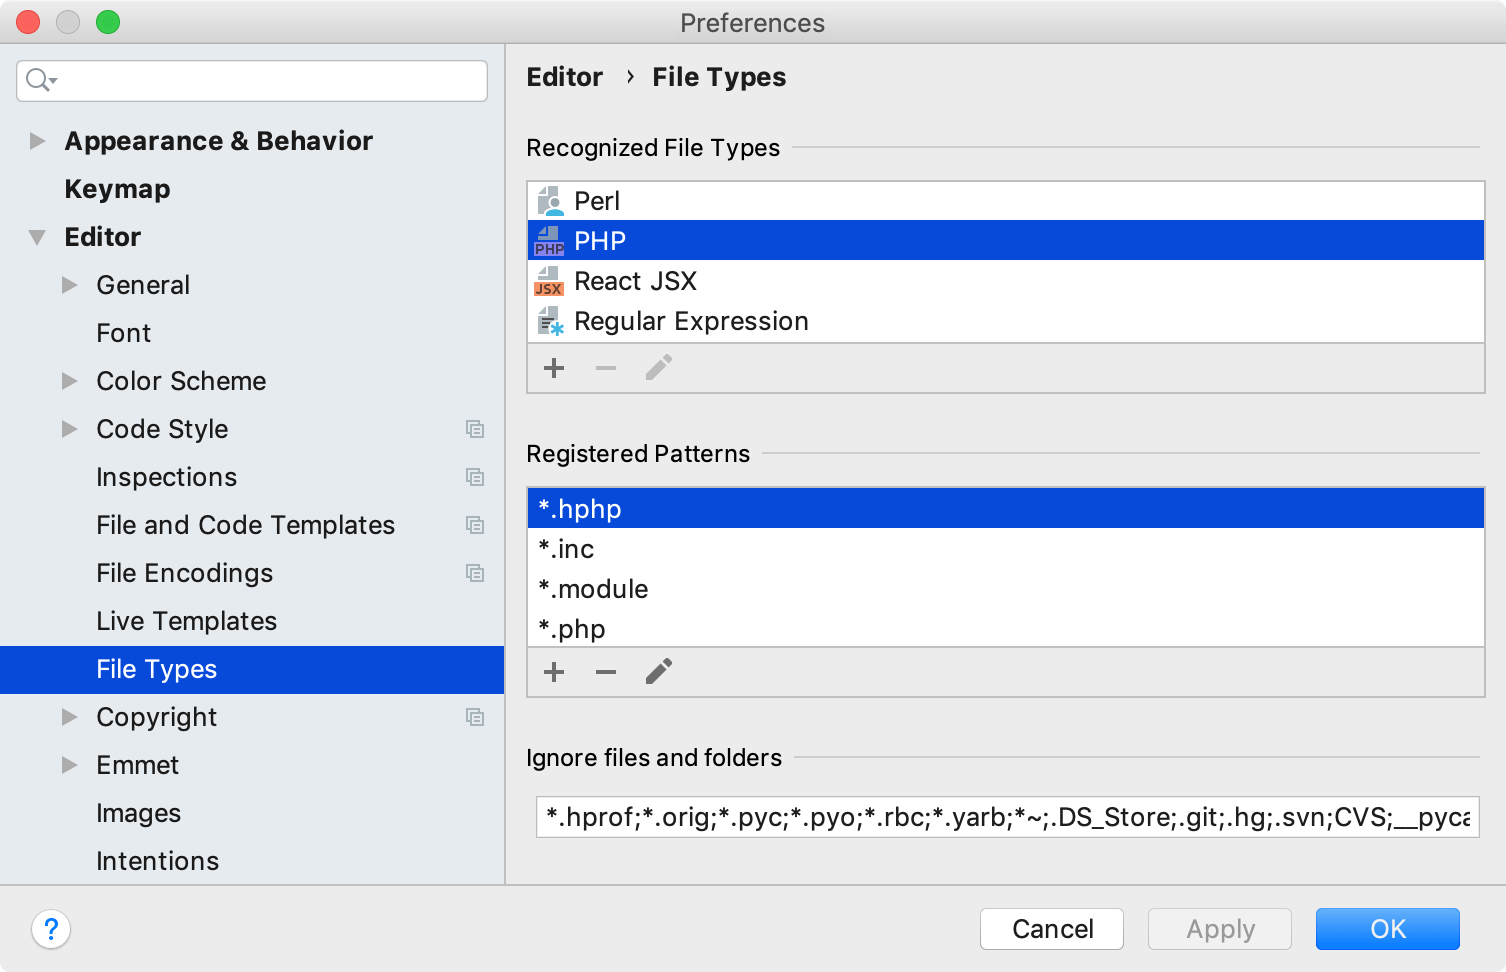 Preferences
Appearance & Behavior
Keymap
Editor
General
Font
Color Scheme
Code Style
Inspections
File and Code Templates
File Encodings
Live Templates
File Types
Copyright
Emmet
Images
Intentions
Editor › File Types
Recognized File Types
Perl
PHP PHP
JSX React JSX
Regular Expression
Registered Patterns
*.hphp
*.inc
*.module
*.php
Ignore files and folders
*.hprof;*.orig;*.pyc;*.pyo;*.rbc;*.yarb;*~;.DS_Store;.git;.hg;.svn;CVS;__pyca
?
Cancel
Apply
OK